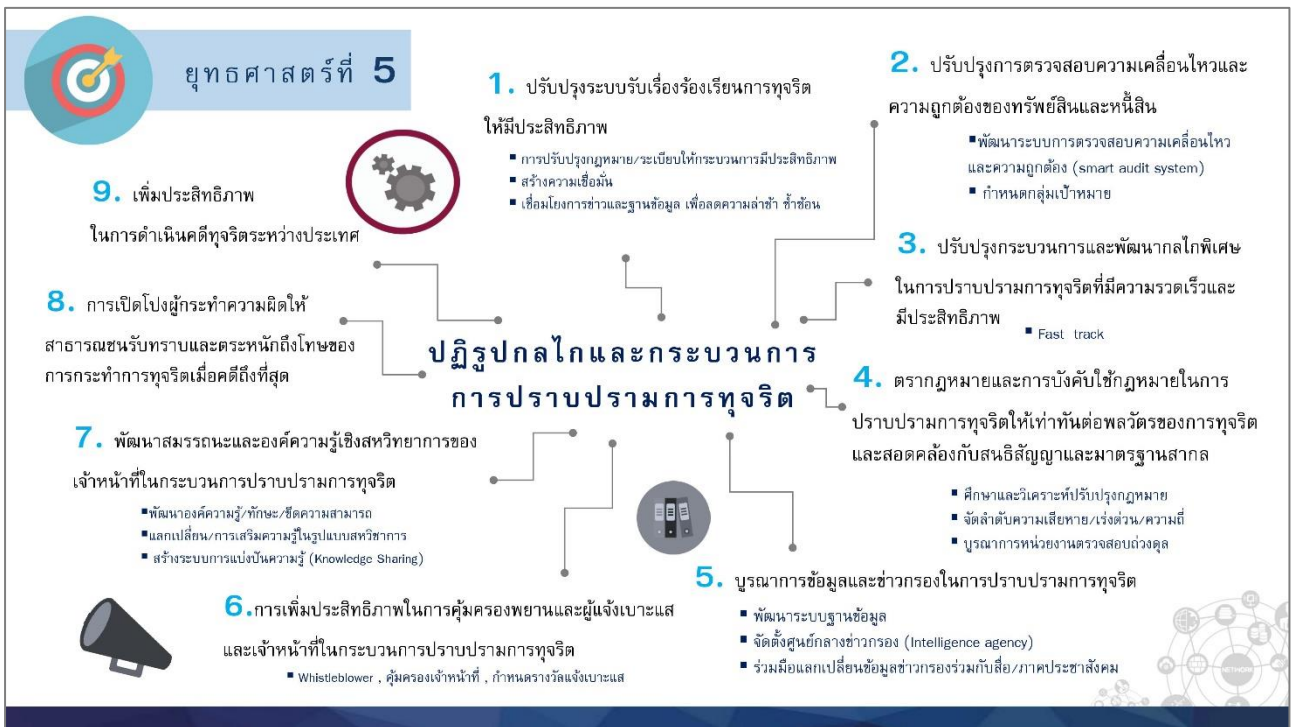 ยุทธศาสตร์ที่ 5
1. ปรับปรุงระบบรับเรื่องร้องเรียนการทุจริต
ให้มีประสิทธิภาพ
▪ การปรับปรุงกฎหมาย/ระเบียบให้กระบวนการมีประสิทธิภาพ
▪ สร้างความเชื่อมั่น
▪ เชื่อมโยงการข่าวและฐานข้อมูล เพื่อลดความล่าช้า ซ้ำซ้อน
2. ปรับปรุงการตรวจสอบความเคลื่อนไหวและ
ความถูกต้องของทรัพย์สินและหนี้สิน
▪พัฒนาระบบการตรวจสอบความเคลื่อนไหว
และความถูกต้อง (smart audit system)
▪ กำหนดกลุ่มเป้าหมาย
3. ปรับปรุงกระบวนการและพัฒนากลไกพิเศษ
ในการปราบปรามการทุจริตที่มีความรวดเร็วและ
มีประสิทธิภาพ
▪ Fast track
ปฏิรูปกลไกและกระบวนการ
การปราบปรามการทุจริต
4. ตรากฎหมายและการบังคับใช้กฎหมายในการ
ปราบปรามการทุจริตให้เท่าทันต่อพลวัตรของการทุจริต
และสอดคล้องกับสนธิสัญญาและมาตรฐานสากล
▪ ศึกษาและวิเคราะห์ปรับปรุงกฎหมาย
▪ จัดลำดับความเสียหาย/เร่งด่วน/ความถี่
▪ บูรณาการหน่วยงานตรวจสอบถ่วงดุล
5. บูรณาการข้อมูลและข่าวกรองในการปราบปรามการทุจริต
▪ พัฒนาระบบฐานข้อมูล
▪ จัดตั้งศูนย์กลางข่าวกรอง (Intelligence agency)
▪ ร่วมมือแลกเปลี่ยนข้อมูลข่าวกรองร่วมกับสื่อ/ภาคประชาสังคม
6.การเพิ่มประสิทธิภาพในการคุ้มครองพยานและผู้แจ้งเบาะแส
และเจ้าหน้าที่ในกระบวนการปราบปรามการทุจริต
▪ Whistleblower , คุ้มครองเจ้าหน้าที่ , กำหนดรางวัลแจ้งเบาะแส
7. พัฒนาสมรรถนะและองค์ความรู้เชิงสหวิทยาการของ
เจ้าหน้าที่ในกระบวนการปราบปรามการทุจริต
▪พัฒนาองค์ความรู้/ทักษะ/ขีดความสามารถ
▪แลกเปลี่ยน/การเสริมความรู้ในรูปแบบสหวิชาการ
▪ สร้างระบบการแบ่งปันความรู้ (Knowledge Sharing)
8. การเปิดโปงผู้กระทำความผิดให้
สาธารณชนรับทราบและตระหนักถึงโทษของ
การกระทำการทุจริตเมื่อคดีถึงที่สุด
9. เพิ่มประสิทธิภาพ
ในการดำเนินคดีทุจริตระหว่างประเทศ
NETWORK